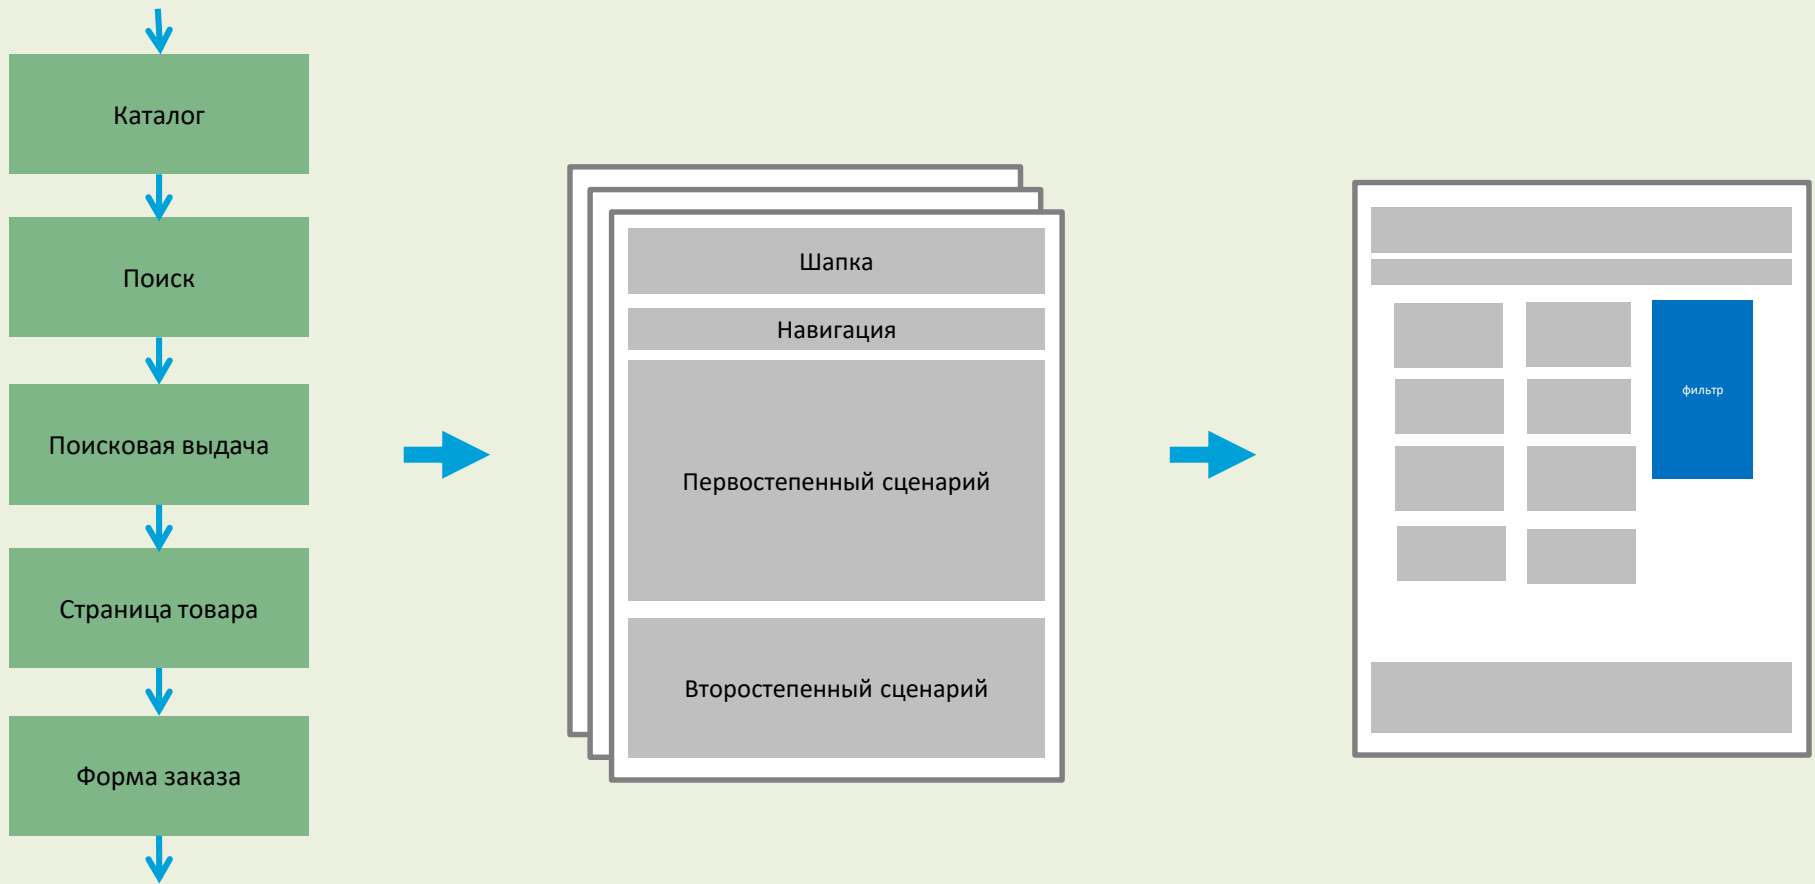 Каталог
Поиск
Поисковая выдача
Страница товара
Форма заказа
Шапка
Навигация
Первостепенный сценарий
Второстепенный сценарий
фильтр